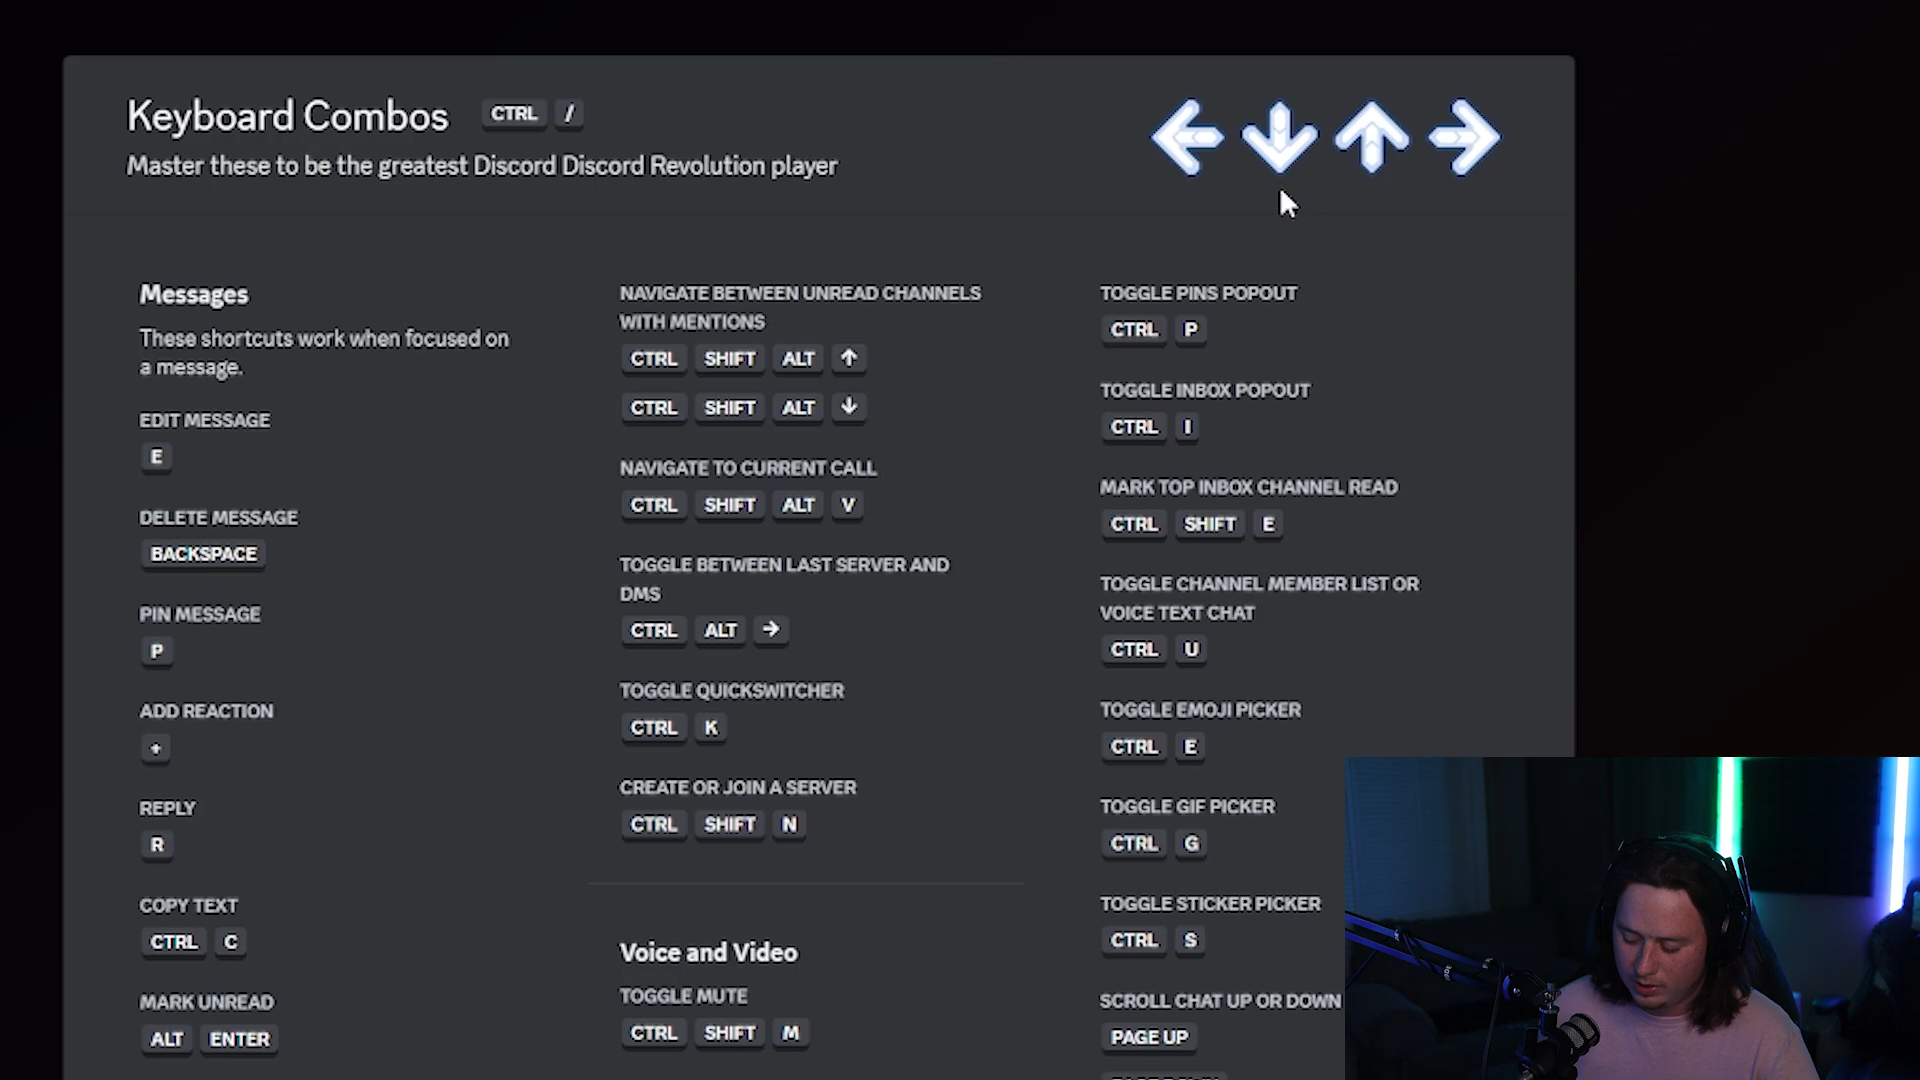 Keyboard Combos CTRL /
Master these to be the greatest Discord Discord Revolution player
Messages
These shortcuts work when focused on
a message.
EDIT MESSAGE
E
DELETE MESSAGE
BACKSPACE
PIN MESSAGE
P
ADD REACTION
+
REPLY
R
COPY TEXT
CTRL C
MARK UNREAD
ALT ENTER
NAVIGATE BETWEEN UNREAD CHANNELS
WITH MENTIONS
CTRL SHIFT ALT ↑
CTRL SHIFT ALT ↓
NAVIGATE TO CURRENT CALL
CTRL SHIFT ALT V
TOGGLE BETWEEN LAST SERVER AND
DMS
CTRL ALT →
TOGGLE QUICKSWITCHER
CTRL K
CREATE OR JOIN A SERVER
CTRL SHIFT N
Voice and Video
TOGGLE MUTE
CTRL SHIFT M
TOGGLE PINS POPOUT
CTRL P
TOGGLE INBOX POPOUT
CTRL I
MARK TOP INBOX CHANNEL READ
CTRL SHIFT E
TOGGLE CHANNEL MEMBER LIST OR
VOICE TEXT CHAT
CTRL U
TOGGLE EMOJI PICKER
CTRL E
TOGGLE GIF PICKER
CTRL G
TOGGLE STICKER PICKER
CTRL S
SCROLL CHAT UP OR DOWN
PAGE UP